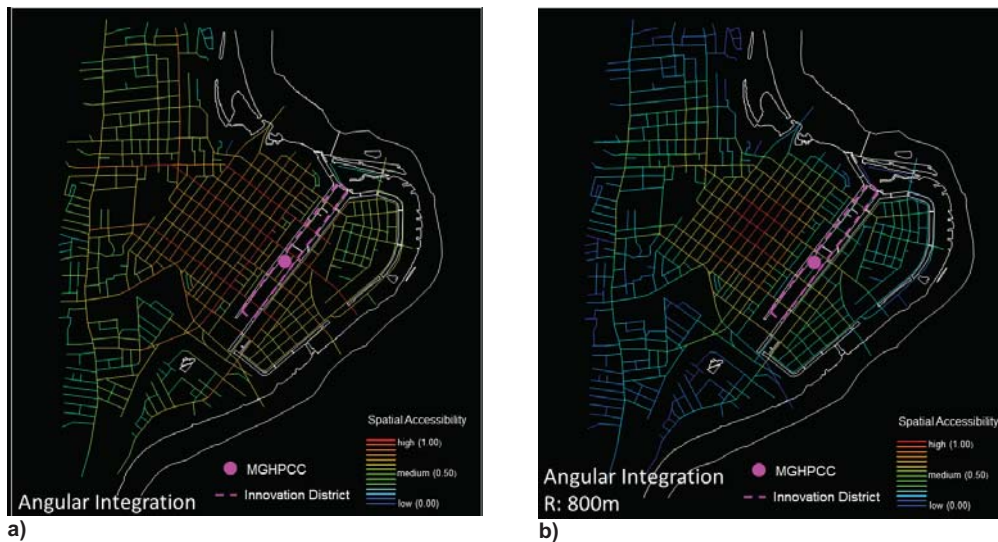 Spatial Accessibility
high (1.00)
medium (0.50)
low (0.00)
MGHPCC
Innovation District
Angular Integration
a)
Spatial Accessibility
high (1.00)
medium (0.50)
low (0.00)
MGHPCC
Innovation District
Angular Integration
R: 800m
b)